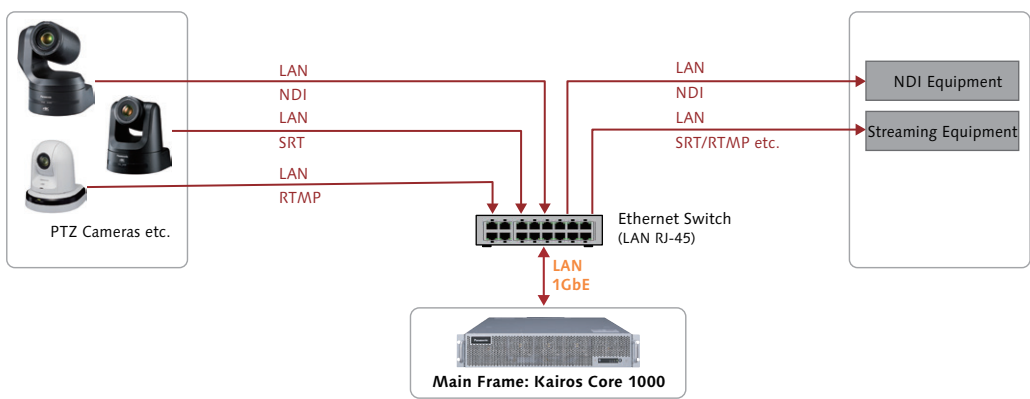 LAN
NDI
LAN
SRT
LAN
RTMP
PTZ Cameras etc.
LAN
NDI
LAN
SRT/RTMP etc.
NDI Equipment
Streaming Equipment
Ethernet Switch
(LAN RJ-45)
LAN
1GbE
Panasonic
Main Frame: Kairos Core 1000